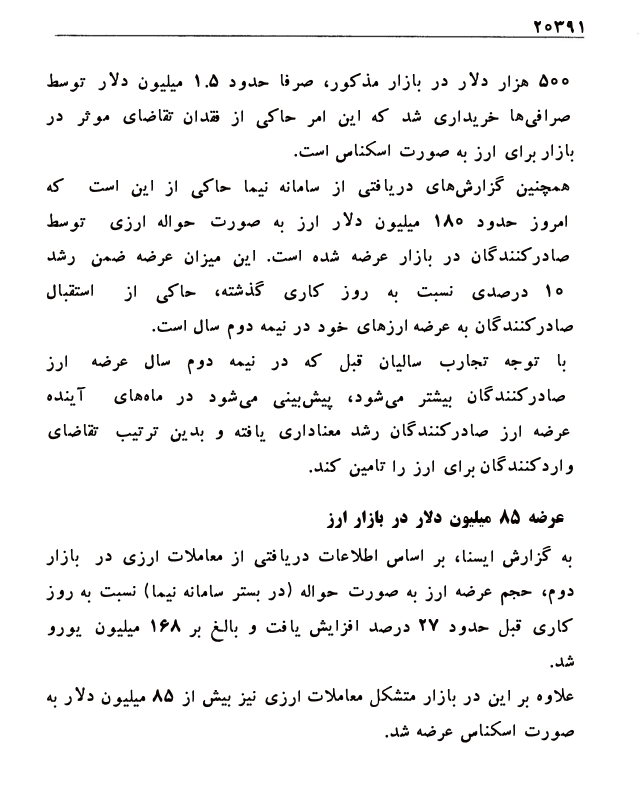 ۲۰۳۹۱
۵۰۰ هزار دلار در بازار مذکور، صرفا حدود ۱.۵ میلیون دلار توسط
صرافی‌ها خریداری شد که این امر حاکی از فقدان تقاضای موثر در
بازار برای ارز به صورت اسکناس است.
همچنین گزارش‌های دریافتی از سامانه نیما حاکی از این است که
امروز حدود ۱۸۰ میلیون دلار ارز به صورت حواله ارزی توسط
صادرکنندگان در بازار عرضه شده است. این میزان عرضه ضمن رشد
۱۰ درصدی نسبت به روز کاری گذشته، حاکی از استقبال
صادرکنندگان به عرضه ارزهای خود در نیمه دوم سال است.
با توجه تجارب سالیان قبل که در نیمه دوم سال عرضه ارز
صادرکنندگان بیشتر می‌شود، پیش‌بینی می‌شود در ماه‌های آینده
عرضه ارز صادرکنندگان رشد معناداری یافته و بدین ترتیب تقاضای
واردکنندگان برای ارز را تامین کند.
عرضه ۸۵ میلیون دلار در بازار ارز
به گزارش ایسنا، بر اساس اطلاعات دریافتی از معاملات ارزی در بازار
دوم، حجم عرضه ارز به صورت حواله (در بستر سامانه نیما) نسبت به روز
کاری قبل حدود ۲۷ درصد افزایش یافت و بالغ بر ۱۶۸ میلیون یورو
شد.
علاوه بر این در بازار متشکل معاملات ارزی نیز بیش از ۸۵ میلیون دلار به
صورت اسکناس عرضه شد.